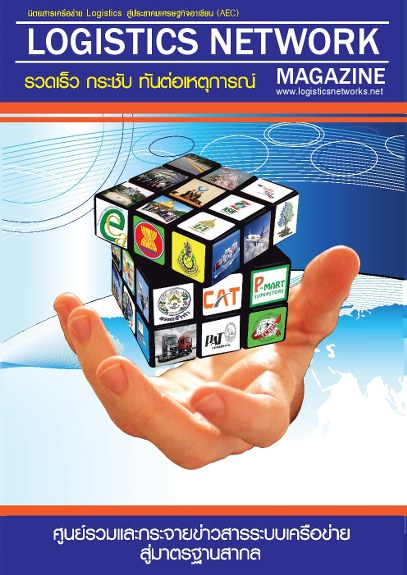 นิตยสารเครือข่าย Logistics สู่ประชาคมเศรษฐกิจอาเซียน (AEC)
LOGISTICS NETWORK
รวดเร็ว กระชับ ทันต่อเหตุการณ์
MAGAZINE
www.logisticsnetworks.net
e
CAT
P-MART
SUPERSTORE
PAT
ศูนย์รวมและกระจายข่าวสารระบบเครือข่าย
สู่มาตรฐานสากล